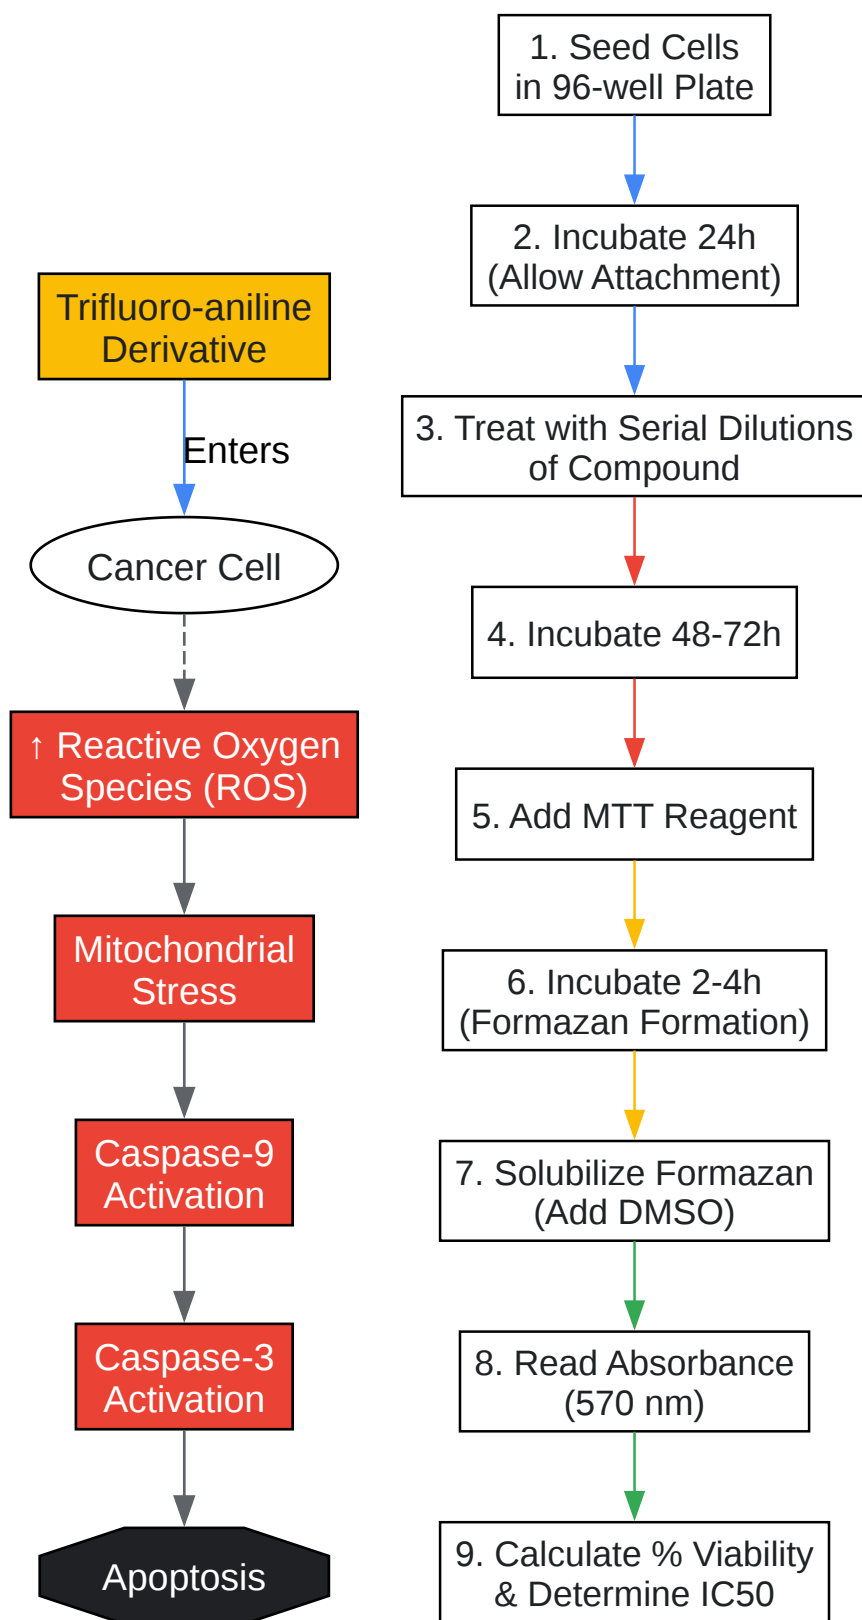 Trifluoro-aniline
Derivative
Enters
Cancer Cell
↑ Reactive Oxygen
Species (ROS)
Mitochondrial
Stress
Caspase-9
Activation
Caspase-3
Activation
Apoptosis
1. Seed Cells
in 96-well Plate
2. Incubate 24h
(Allow Attachment)
3. Treat with Serial Dilutions
of Compound
4. Incubate 48-72h
5. Add MTT Reagent
6. Incubate 2-4h
(Formazan Formation)
7. Solubilize Formazan
(Add DMSO)
8. Read Absorbance
(570 nm)
9. Calculate % Viability
& Determine IC50